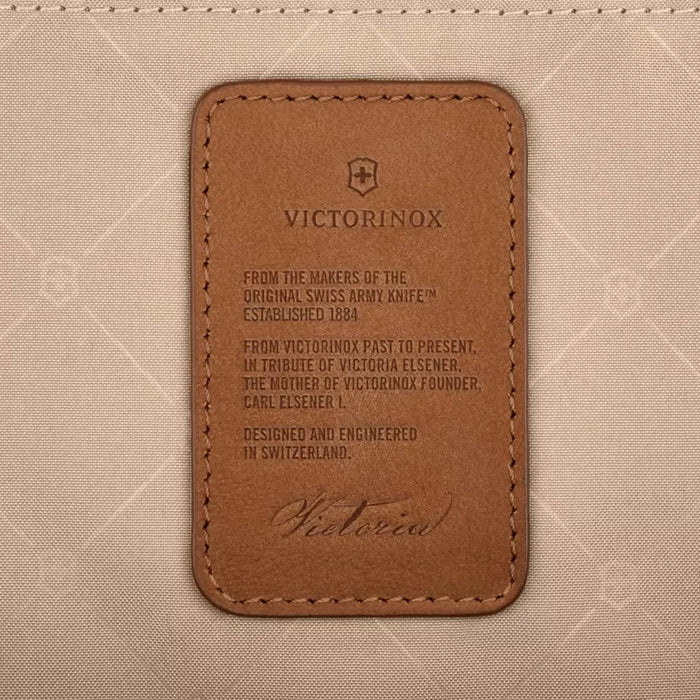 VICTORINOX
FROM THE MAKERS OF THE
ORIGINAL SWISS ARMY KNIFE™
ESTABLISHED 1884
FROM VICTORINOX PAST TO PRESENT,
IN TRIBUTE OF VICTORIA ELSENER,
THE MOTHER OF VICTORINOX FOUNDER,
CARL ELSENER I.
DESIGNED AND ENGINEERED
IN SWITZERLAND.
Victoria